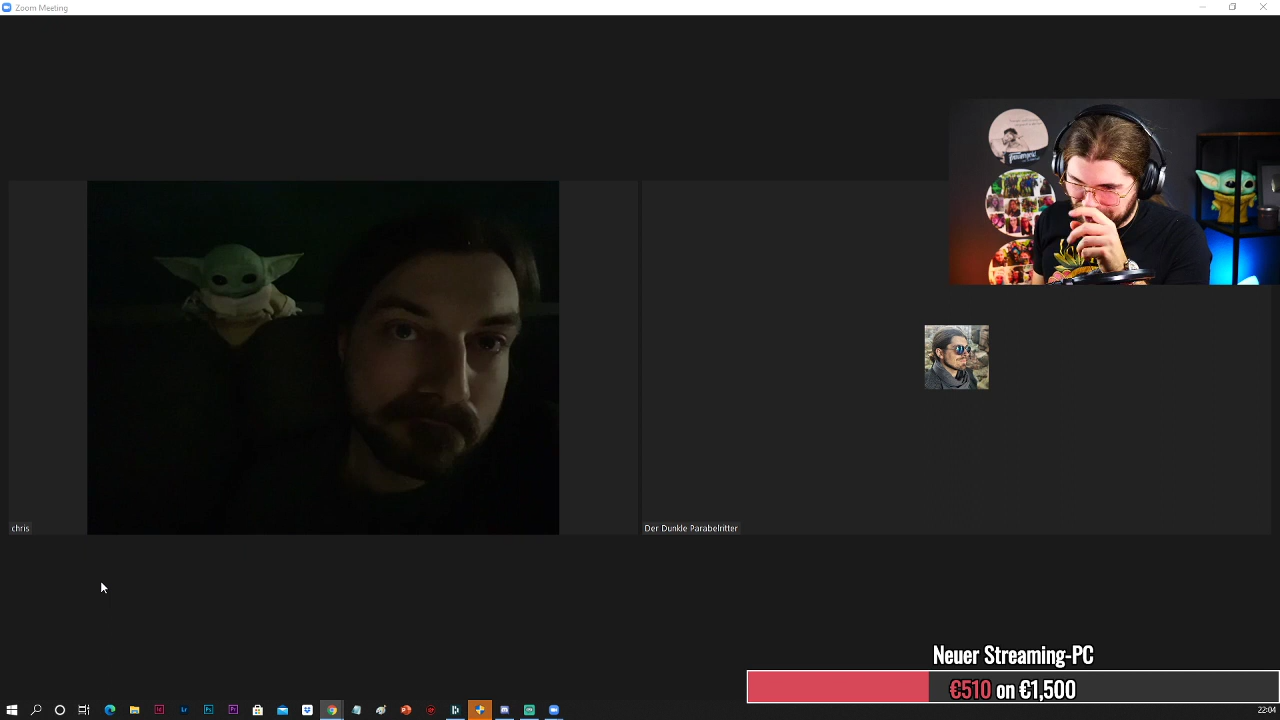 Zoom Meeting
chris
Der Dunkle Parabelritter
Neuer Streaming-PC
€510 on €1,500
22:04